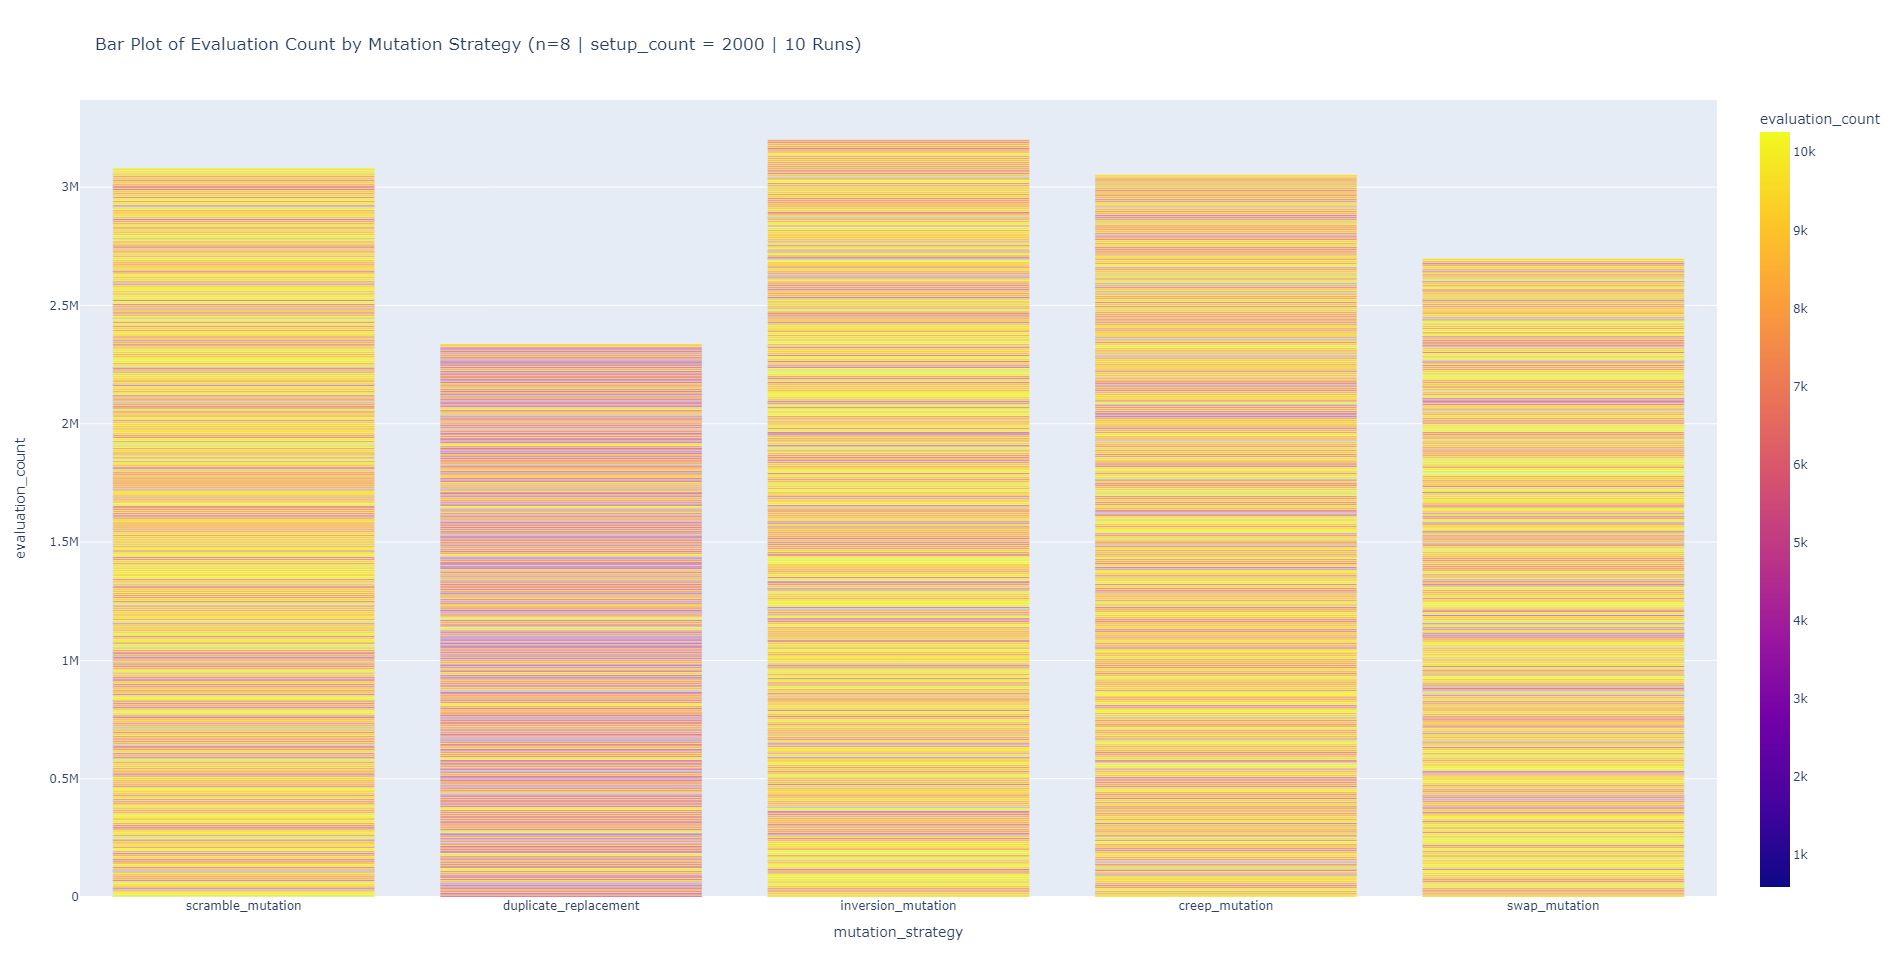 Bar Plot of Evaluation Count by Mutation Strategy (n=8 | setup_count = 2000 | 10 Runs)
evaluation_count
10k
9k
8k
7k
6k
5k
4k
3k
2k
1k
3M
2.5M
2M
1.5M
1M
0.5M
0
evaluation_count
scramble_mutation
duplicate_replacement
inversion_mutation
creep_mutation
swap_mutation
mutation_strategy